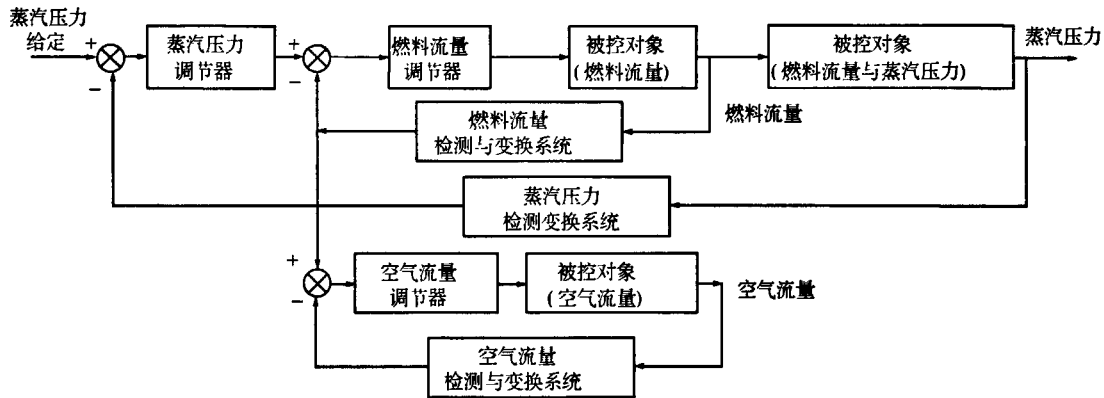 蒸汽压力
给定
+
−
蒸汽压力
调节器
+
−
燃料流量
调节器
被控对象
(燃料流量)
被控对象
(燃料流量与蒸汽压力)
蒸汽压力
燃料流量
检测与变换系统
燃料流量
蒸汽压力
检测变换系统
+
−
空气流量
调节器
被控对象
(空气流量)
空气流量
空气流量
检测与变换系统